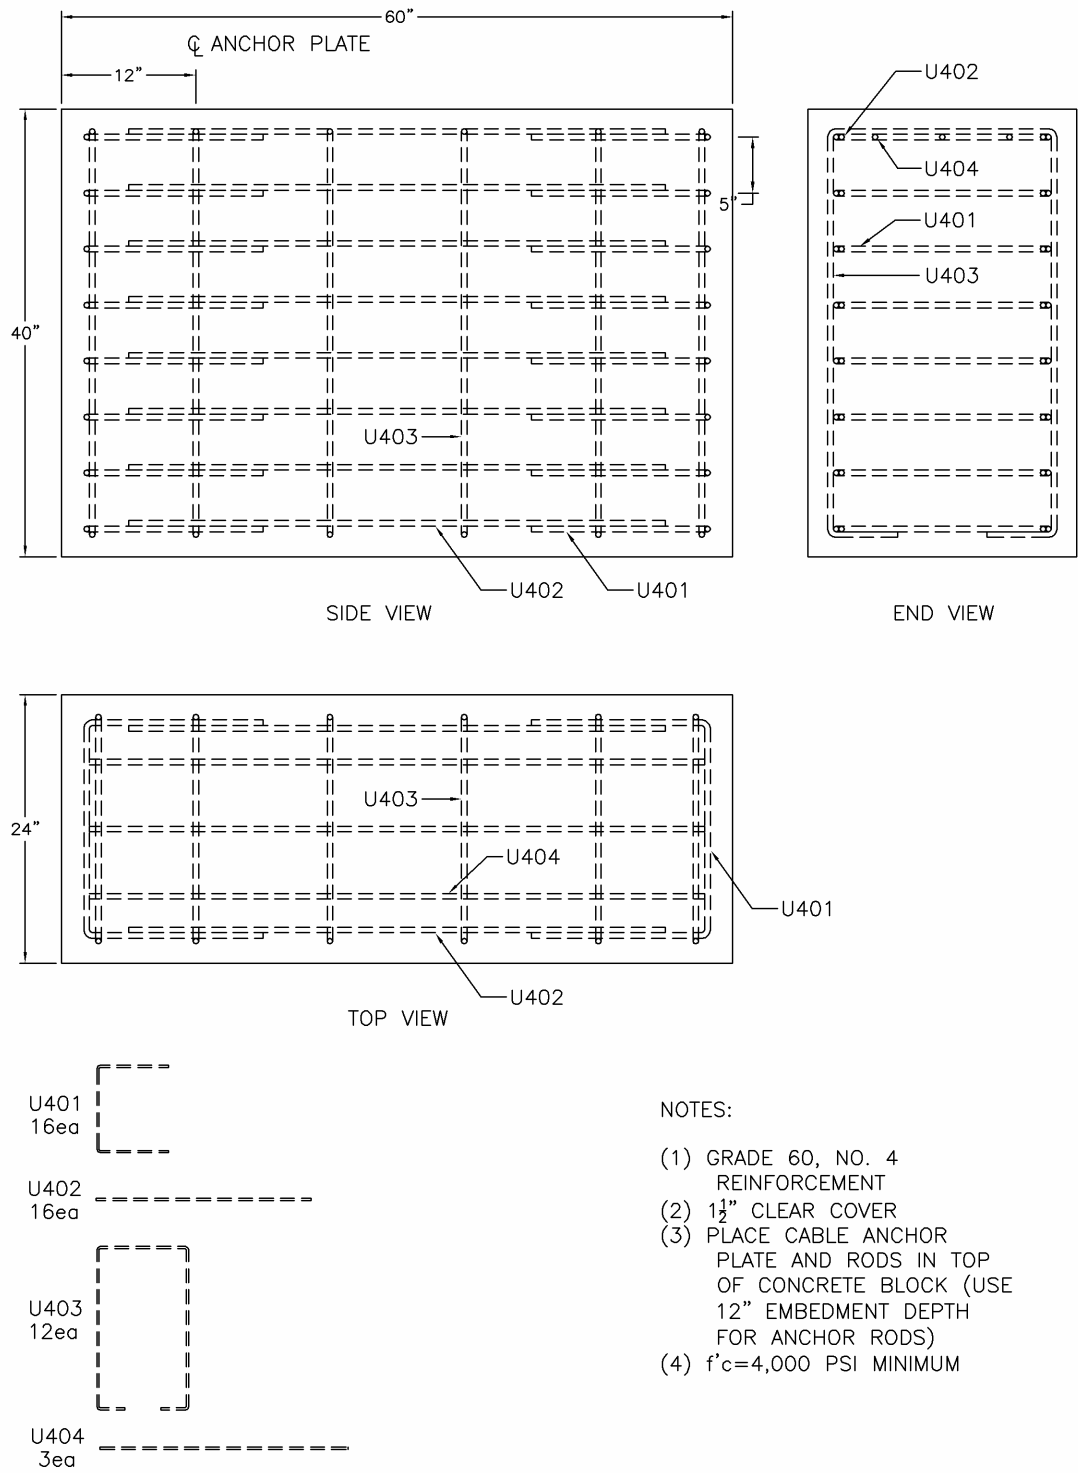 60"
℄ ANCHOR PLATE
12"
U402
U404
5"
U401
U403
40"
U403
U402
U401
SIDE VIEW
END VIEW
24"
U403
U404
U401
U402
TOP VIEW
U401
16ea
U402
16ea
U403
12ea
U404
3ea
NOTES:
(1) GRADE 60, NO. 4
REINFORCEMENT
(2) 1½" CLEAR COVER
(3) PLACE CABLE ANCHOR
PLATE AND RODS IN TOP
OF CONCRETE BLOCK (USE
12" EMBEDMENT DEPTH
FOR ANCHOR RODS)
(4) f'c=4,000 PSI MINIMUM